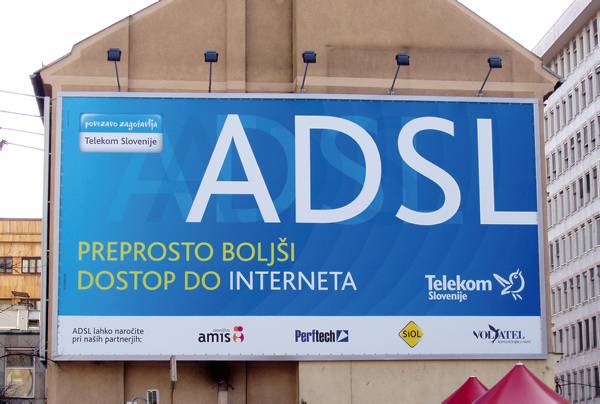 povezavo zagotavlja
Telekom Slovenije
ADSL
PREPROSTO BOLJŠI
DOSTOP DO INTERNETA
Telekom
Slovenije
ADSL lahko naročite
pri naših partnerjih:
amis
Perftech
SiOL
VOLJATEL